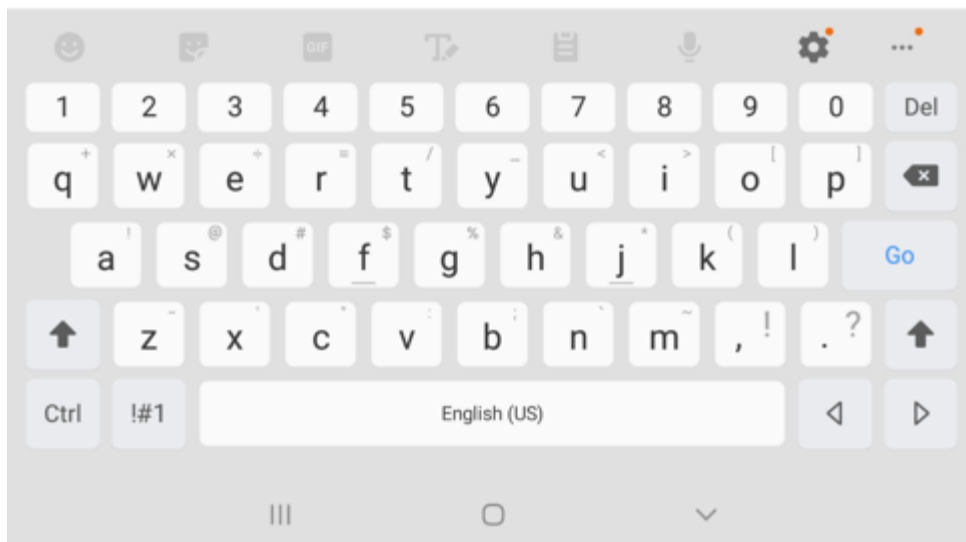 GIF T
1 2 3 4 5 6 7 8 9 0 Del
+ × ÷ = / _ < > [ ]
q w e r t y u i o p
! @ # $ % & * ( )
a s d f g h j k l Go
- ' " : ; ` ~ ! ?
z x c v b n m , .
Ctrl !#1 English (US)